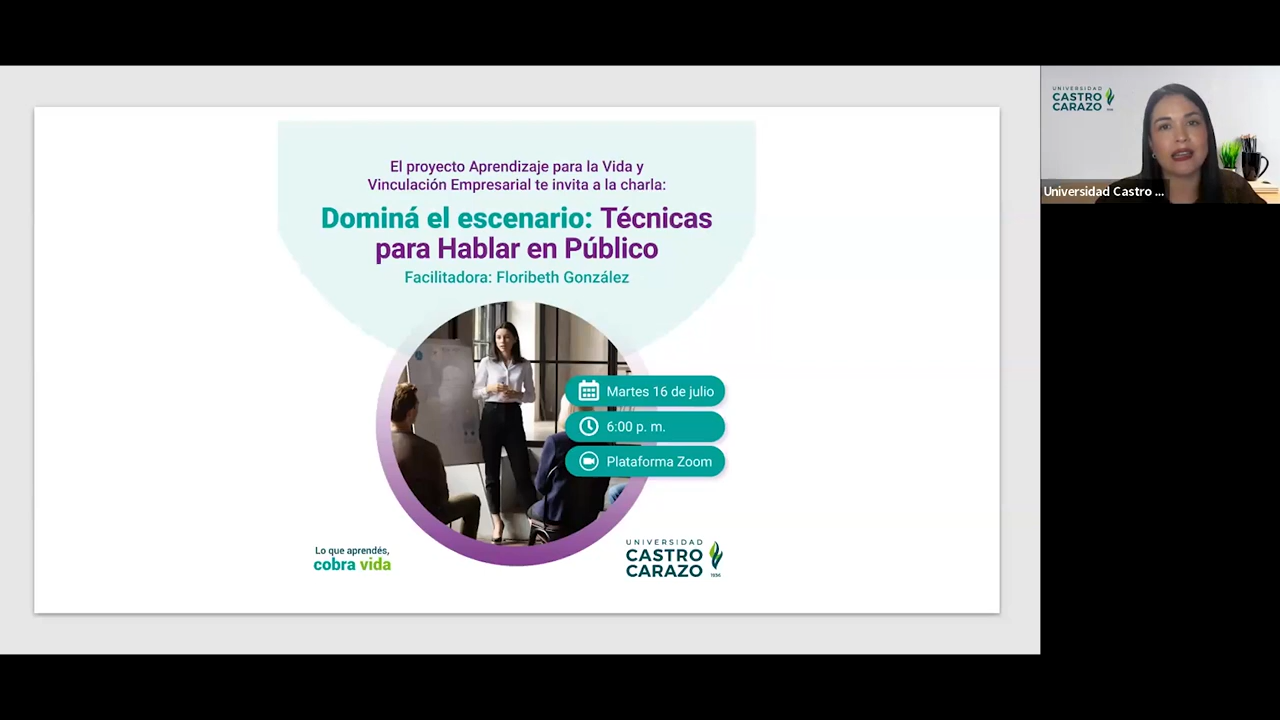 El proyecto Aprendizaje para la Vida y
Vinculación Empresarial te invita a la charla:
Dominá el escenario: Técnicas
para Hablar en Público
Facilitadora: Floribeth González
Martes 16 de julio
6:00 p. m.
Plataforma Zoom
Lo que aprendés,
cobra vida
UNIVERSIDAD
CASTRO
CARAZO
1936
UNIVERSIDAD
CASTRO
CARAZO
Universidad Castro ...